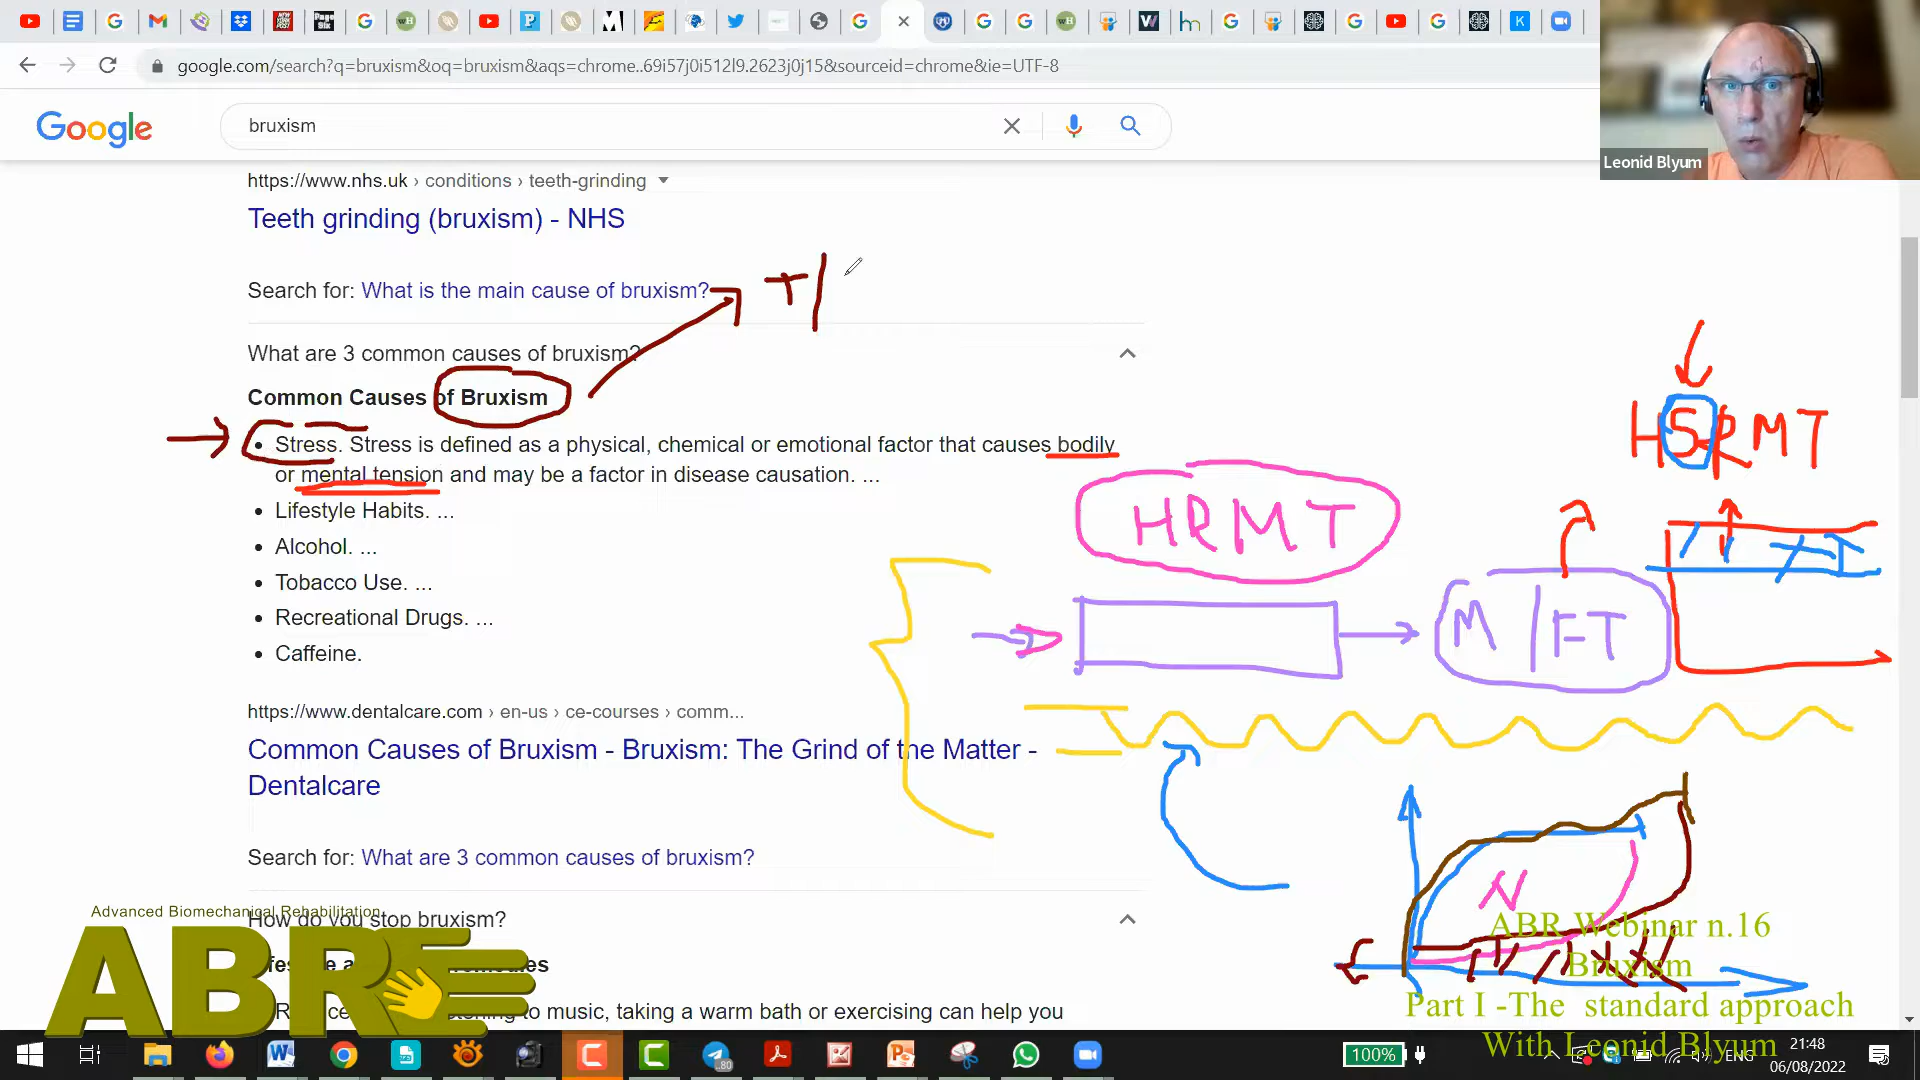 google.com/search?q=bruxism&oq=bruxism&aqs=chrome..69i57j0i512l9.2623j0j15&sourceid=chrome&ie=UTF-8
Leonid Blyum
Google
bruxism
https://www.nhs.uk › conditions › teeth-grinding
Teeth grinding (bruxism) - NHS
Search for: What is the main cause of bruxism?
What are 3 common causes of bruxism?
Common Causes of Bruxism
• Stress. Stress is defined as a physical, chemical or emotional factor that causes bodily
or mental tension and may be a factor in disease causation. ...
• Lifestyle Habits. ...
• Alcohol. ...
• Tobacco Use. ...
• Recreational Drugs. ...
• Caffeine.
https://www.dentalcare.com › en-us › ce-courses › comm...
Common Causes of Bruxism - Bruxism: The Grind of the Matter -
Dentalcare
Search for: What are 3 common causes of bruxism?
How do you stop bruxism?
music, taking a warm bath or exercising can help you
HSRMT
HRMT
M / FT
N
Advanced Biomechanical Rehabilitation
ABR
ABR Webinar n.16
Bruxism
Part I -The standard approach
With Leonid Blyum
100%
ENG
21:48
06/08/2022